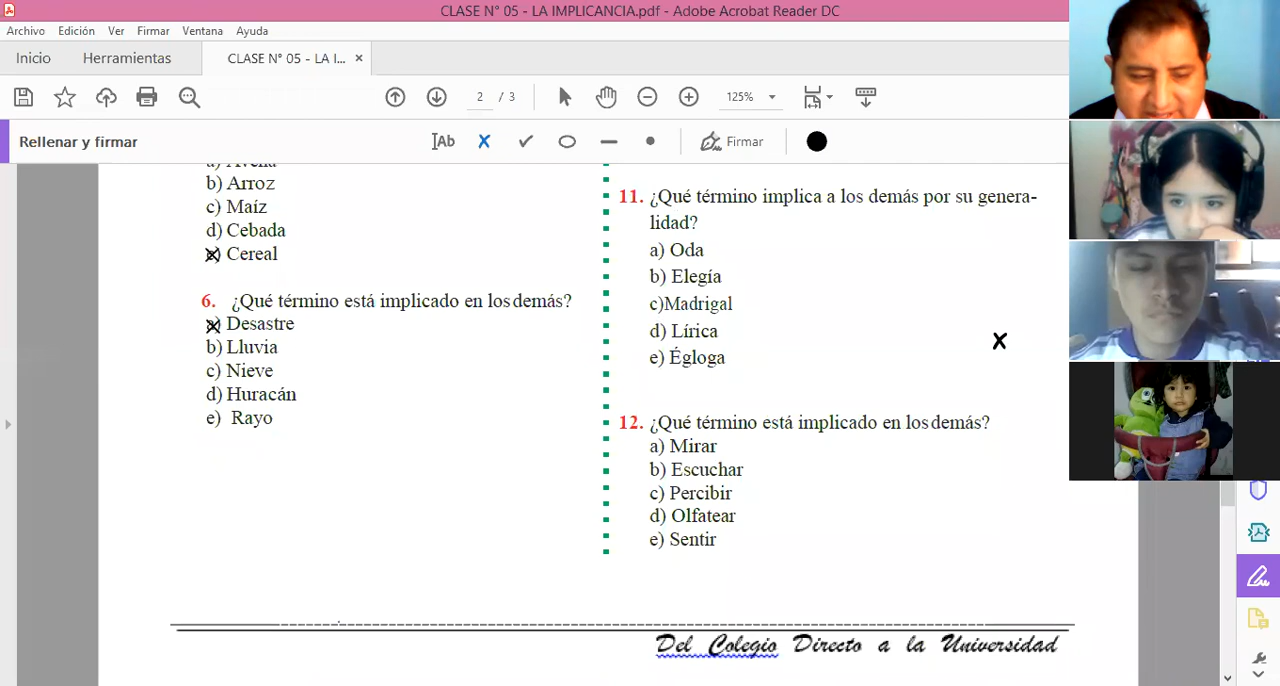 CLASE N° 05 - LA IMPLICANCIA.pdf - Adobe Acrobat Reader DC
Archivo Edición Ver Firmar Ventana Ayuda
Inicio Herramientas CLASE N° 05 - LA I... ×
2 / 3 125%
Rellenar y firmar Ab Firmar
a) Avena
b) Arroz
c) Maíz
d) Cebada
e) Cereal
6. ¿Qué término está implicado en los demás?
a) Desastre
b) Lluvia
c) Nieve
d) Huracán
e) Rayo
11. ¿Qué término implica a los demás por su genera-
lidad?
a) Oda
b) Elegía
c)Madrigal
d) Lírica
e) Égloga
12. ¿Qué término está implicado en los demás?
a) Mirar
b) Escuchar
c) Percibir
d) Olfatear
e) Sentir
Del Colegio Directo a la Universidad